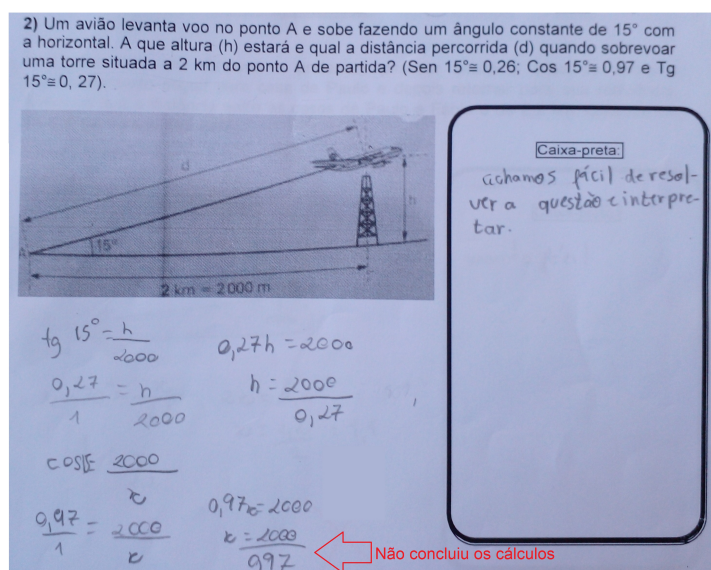 2) Um avião levanta voo no ponto A e sobe fazendo um ângulo constante de 15° com
a horizontal. A que altura (h) estará e qual a distância percorrida (d) quando sobrevoar
uma torre situada a 2 km do ponto A de partida? (Sen 15°≅ 0,26; Cos 15°≅ 0,97 e Tg
15°≅ 0, 27).
Caixa-preta:
achamos fácil de resol-
ver a questão e interpre-
tar.
d
h
A
15°
2 km = 2000 m
tg 15° = h/2000
0,27h = 2000
0,27/1 = h/2000
h = 2000/0,27
cos15 2000/x
0,97/1 = 2000/x
0,97x = 2000
x = 2000/097
Não concluiu os cálculos